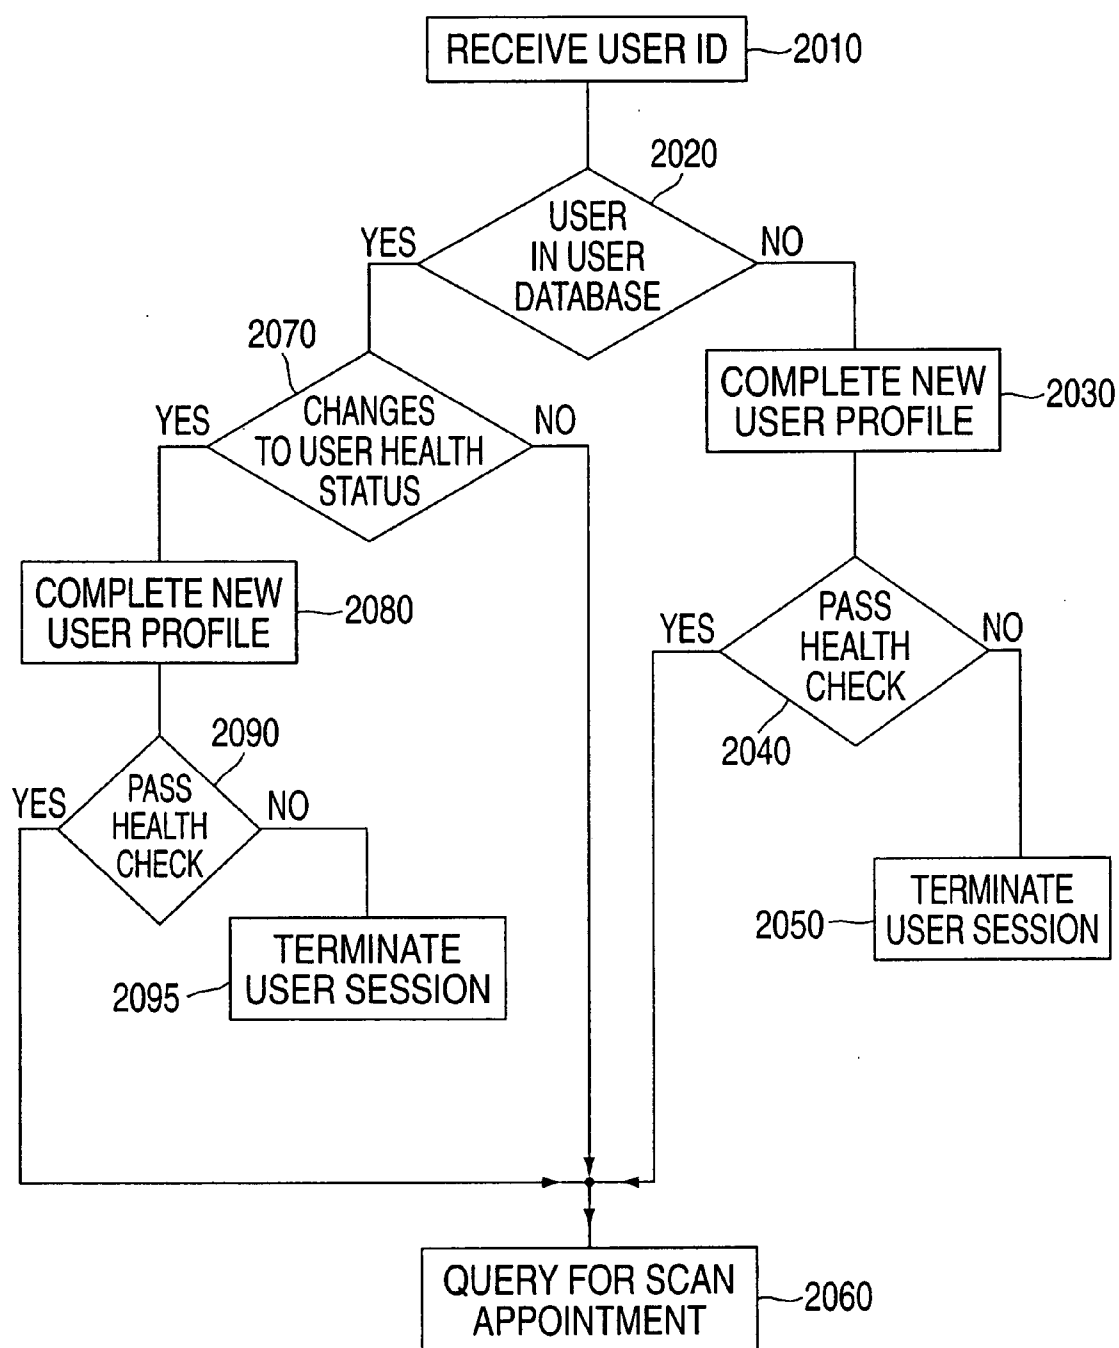 RECEIVE USER ID
2010
2020
USER
IN USER
DATABASE
YES
NO
2070
CHANGES
TO USER HEALTH
STATUS
YES
NO
COMPLETE NEW
USER PROFILE
2030
COMPLETE NEW
USER PROFILE
2080
PASS
HEALTH
CHECK
YES
NO
2040
2090
PASS
HEALTH
CHECK
YES
NO
TERMINATE
USER SESSION
2050
TERMINATE
USER SESSION
2095
QUERY FOR SCAN
APPOINTMENT
2060